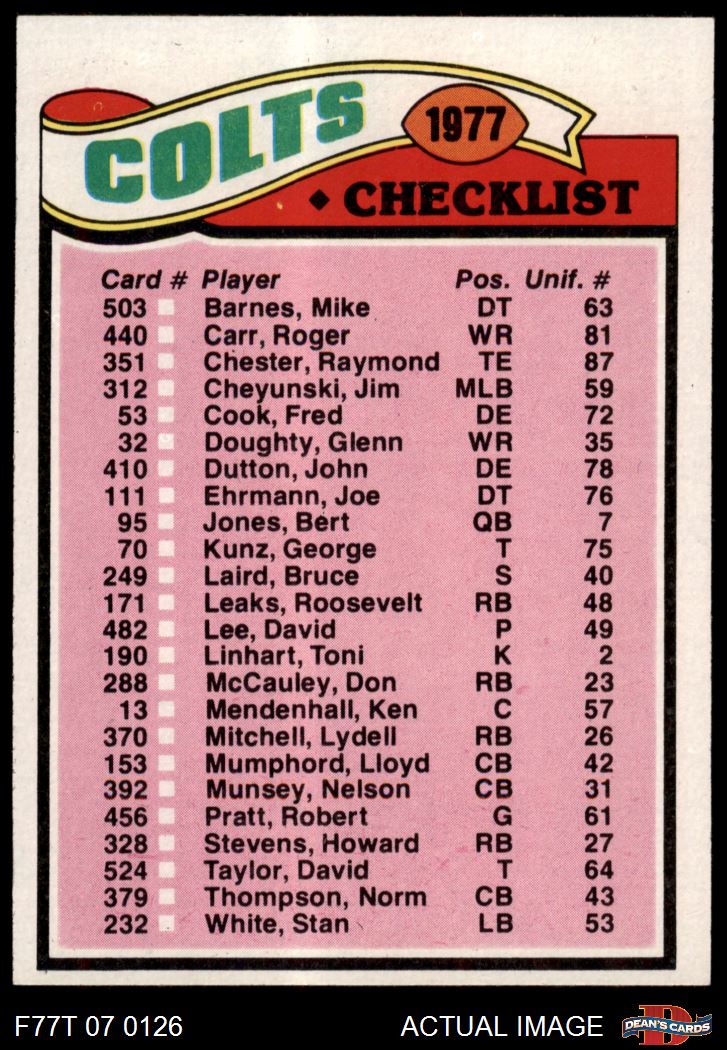 COLTS
1977
♦ CHECKLIST
Card # Player Pos. Unif. #
503 Barnes, Mike DT 63
440 Carr, Roger WR 81
351 Chester, Raymond TE 87
312 Cheyunski, Jim MLB 59
53 Cook, Fred DE 72
32 Doughty, Glenn WR 35
410 Dutton, John DE 78
111 Ehrmann, Joe DT 76
95 Jones, Bert QB 7
70 Kunz, George T 75
249 Laird, Bruce S 40
171 Leaks, Roosevelt RB 48
482 Lee, David P 49
190 Linhart, Toni K 2
288 McCauley, Don RB 23
13 Mendenhall, Ken C 57
370 Mitchell, Lydell RB 26
153 Mumphord, Lloyd CB 42
392 Munsey, Nelson CB 31
456 Pratt, Robert G 61
328 Stevens, Howard RB 27
524 Taylor, David T 64
379 Thompson, Norm CB 43
232 White, Stan LB 53
F77T 07 0126 ACTUAL IMAGE D DEAN'S CARDS